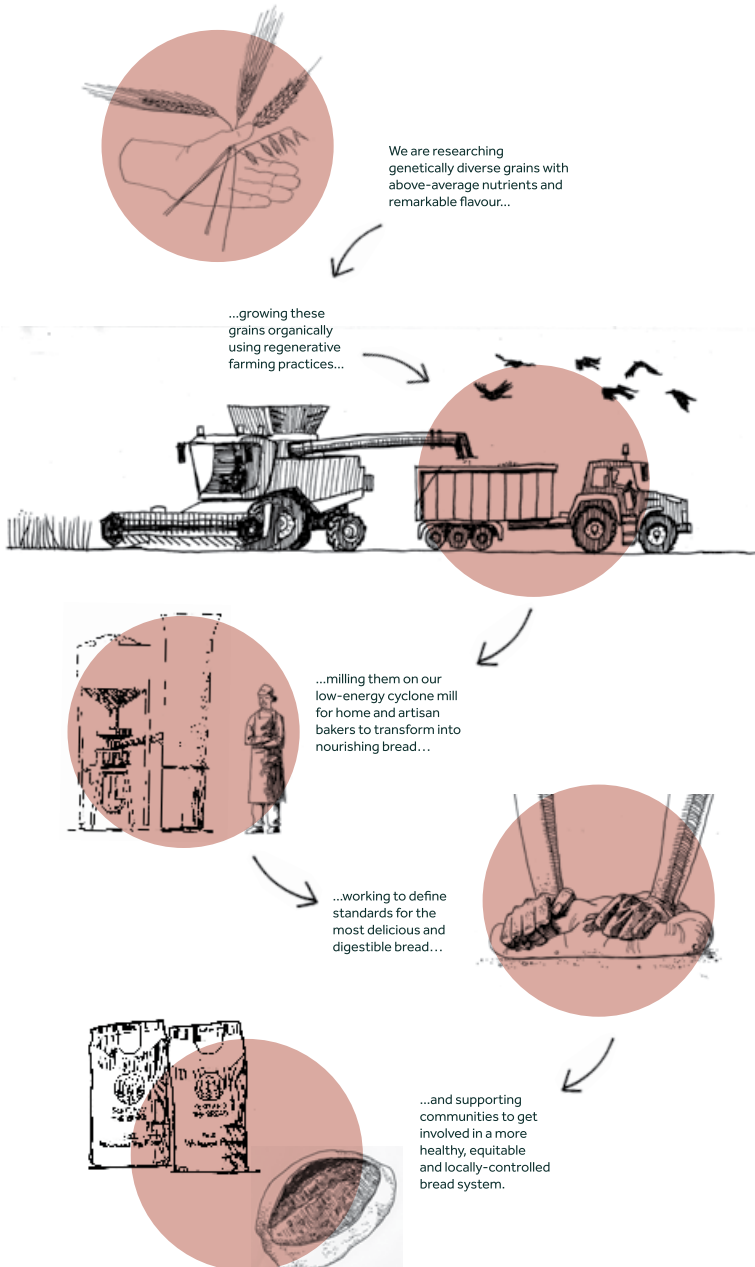 We are researching
genetically diverse grains with
above-average nutrients and
remarkable flavour...
...growing these
grains organically
using regenerative
farming practices...
...milling them on our
low-energy cyclone mill
for home and artisan
bakers to transform into
nourishing bread...
...working to define
standards for the
most delicious and
digestible bread...
...and supporting
communities to get
involved in a more
healthy, equitable
and locally-controlled
bread system.